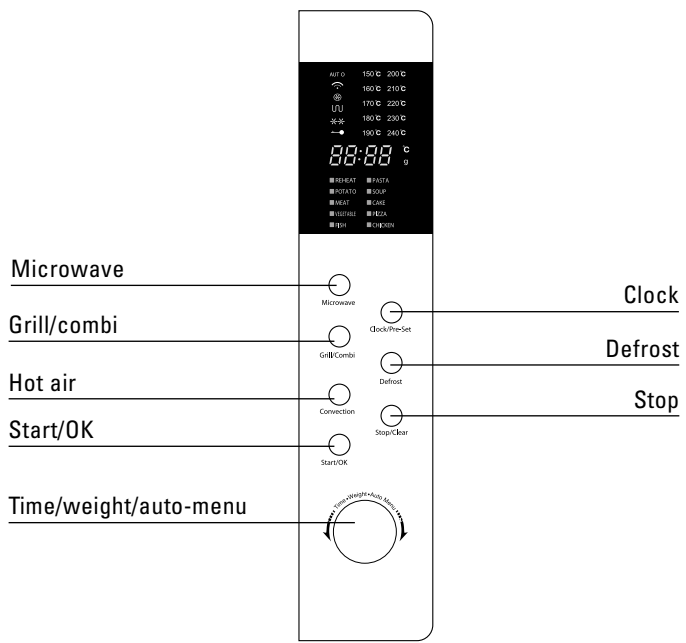 AUTO 150°C 200°C
160°C 210°C
170°C 220°C
180°C 230°C
190°C 240°C
88:88 °C
g
REHEAT PASTA
POTATO SOUP
MEAT CAKE
VEGETABLE PIZZA
FISH CHICKEN
Microwave
Microwave
Clock
Clock/Pre-Set
Grill/combi
Grill/Combi
Defrost
Defrost
Hot air
Convection
Stop
Stop/Clear
Start/OK
Start/OK
Time/weight/auto-menu
Time•Weight•Auto Menu